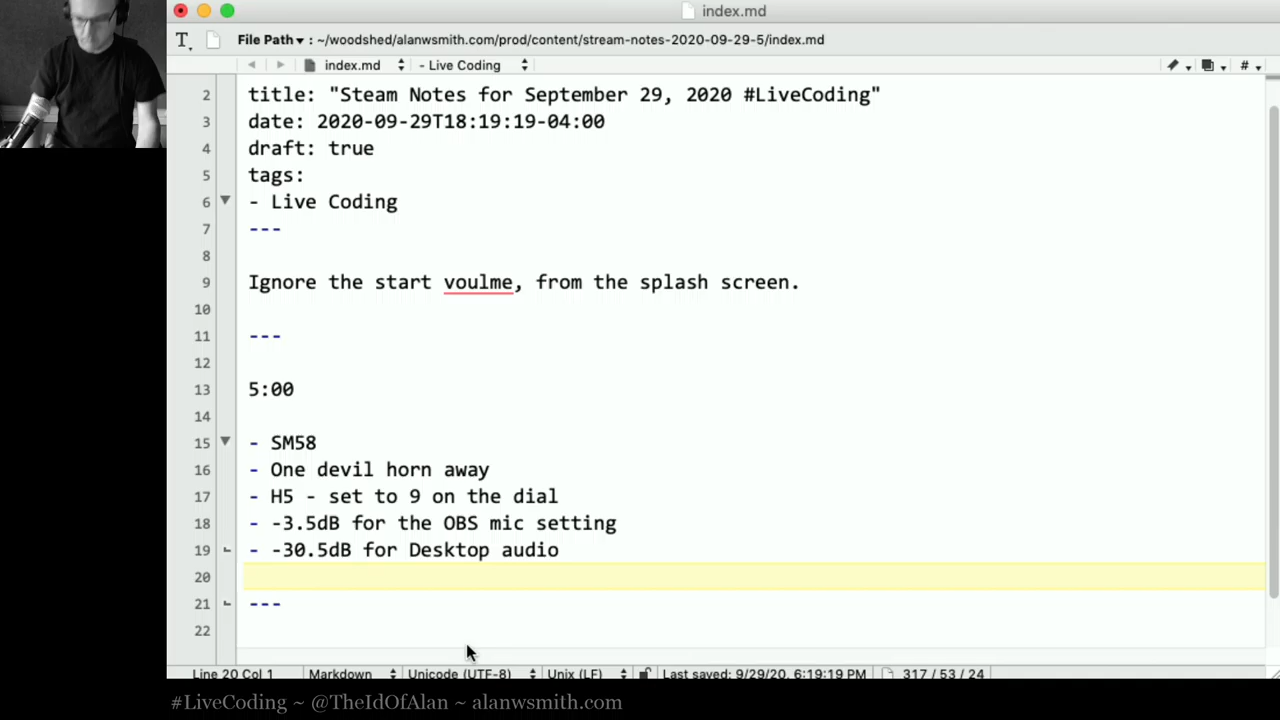 index.md
File Path : ~/woodshed/alanwsmith.com/prod/content/stream-notes-2020-09-29-5/index.md
index.md - Live Coding #
2 title: "Steam Notes for September 29, 2020 #LiveCoding"
3 date: 2020-09-29T18:19:19-04:00
4 draft: true
5 tags:
6 - Live Coding
7 ---
8
9 Ignore the start voulme, from the splash screen.
10
11 ---
12
13 5:00
14
15 - SM58
16 - One devil horn away
17 - H5 - set to 9 on the dial
18 - -3.5dB for the OBS mic setting
19 - -30.5dB for Desktop audio
20
21 ---
22
Line 20 Col 1 Markdown Unicode (UTF-8) Unix (LF) Last saved: 9/29/20, 6:19:19 PM 317 / 53 / 24
#LiveCoding ~ @TheIdOfAlan ~ alanwsmith.com